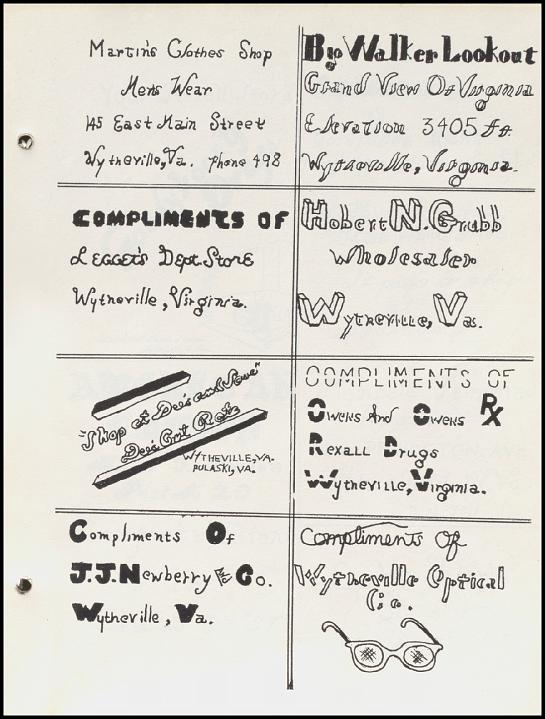 Martin's Clothes Shop
Mens Wear
145 East Main Street
Wytheville, Va. Phone 498
Big Walker Lookout
Grand View Of Virginia
Elevation 3405 ft
Wytheville, Virginia.
COMPLIMENTS OF
LEGGETS Dept. Store
Wytheville, Virginia.
Hobert N. Grubb
Wholesaler
Wytheville, Va.
"Shop at Dee's and Save"
Dee's Cut Rate
WYTHEVILLE, VA.
PULASKI, VA.
COMPLIMENTS OF
Owens And Owens Rx
Rexall Drugs
Wytheville, Virginia.
Compliments Of
J.J. Newberry & Co.
Wytheville, Va.
Compliments Of
Wytheville Optical
Co.